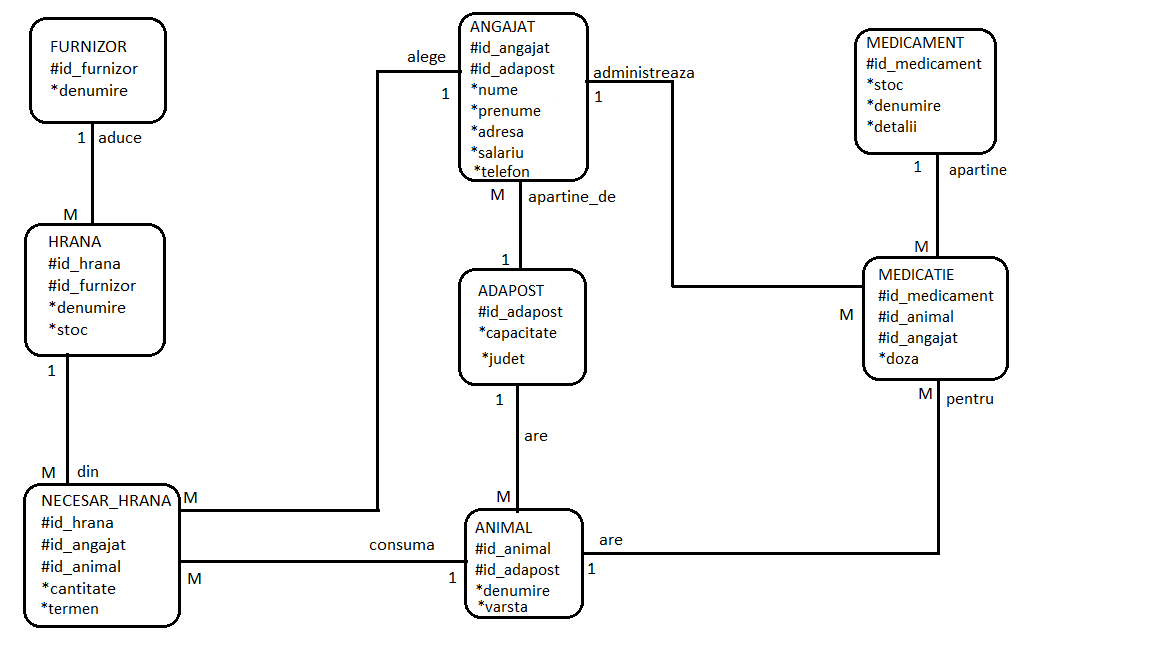 FURNIZOR
#id_furnizor
*denumire
1 aduce
M
HRANA
#id_hrana
#id_furnizor
*denumire
*stoc
1
M din
NECESAR_HRANA
#id_hrana
#id_angajat
#id_animal
*cantitate
*termen
M
M
alege
1
consuma
1
ANGAJAT
#id_angajat
#id_adapost
*nume
*prenume
*adresa
*salariu
*telefon
M apartine_de
1
ADAPOST
#id_adapost
*capacitate
*judet
1
are
M
ANIMAL
#id_animal
#id_adapost
*denumire
*varsta
are
1
administreaza
1
M
MEDICAMENT
#id_medicament
*stoc
*denumire
*detalii
1 apartine
M
MEDICATIE
#id_medicament
#id_animal
#id_angajat
*doza
M pentru